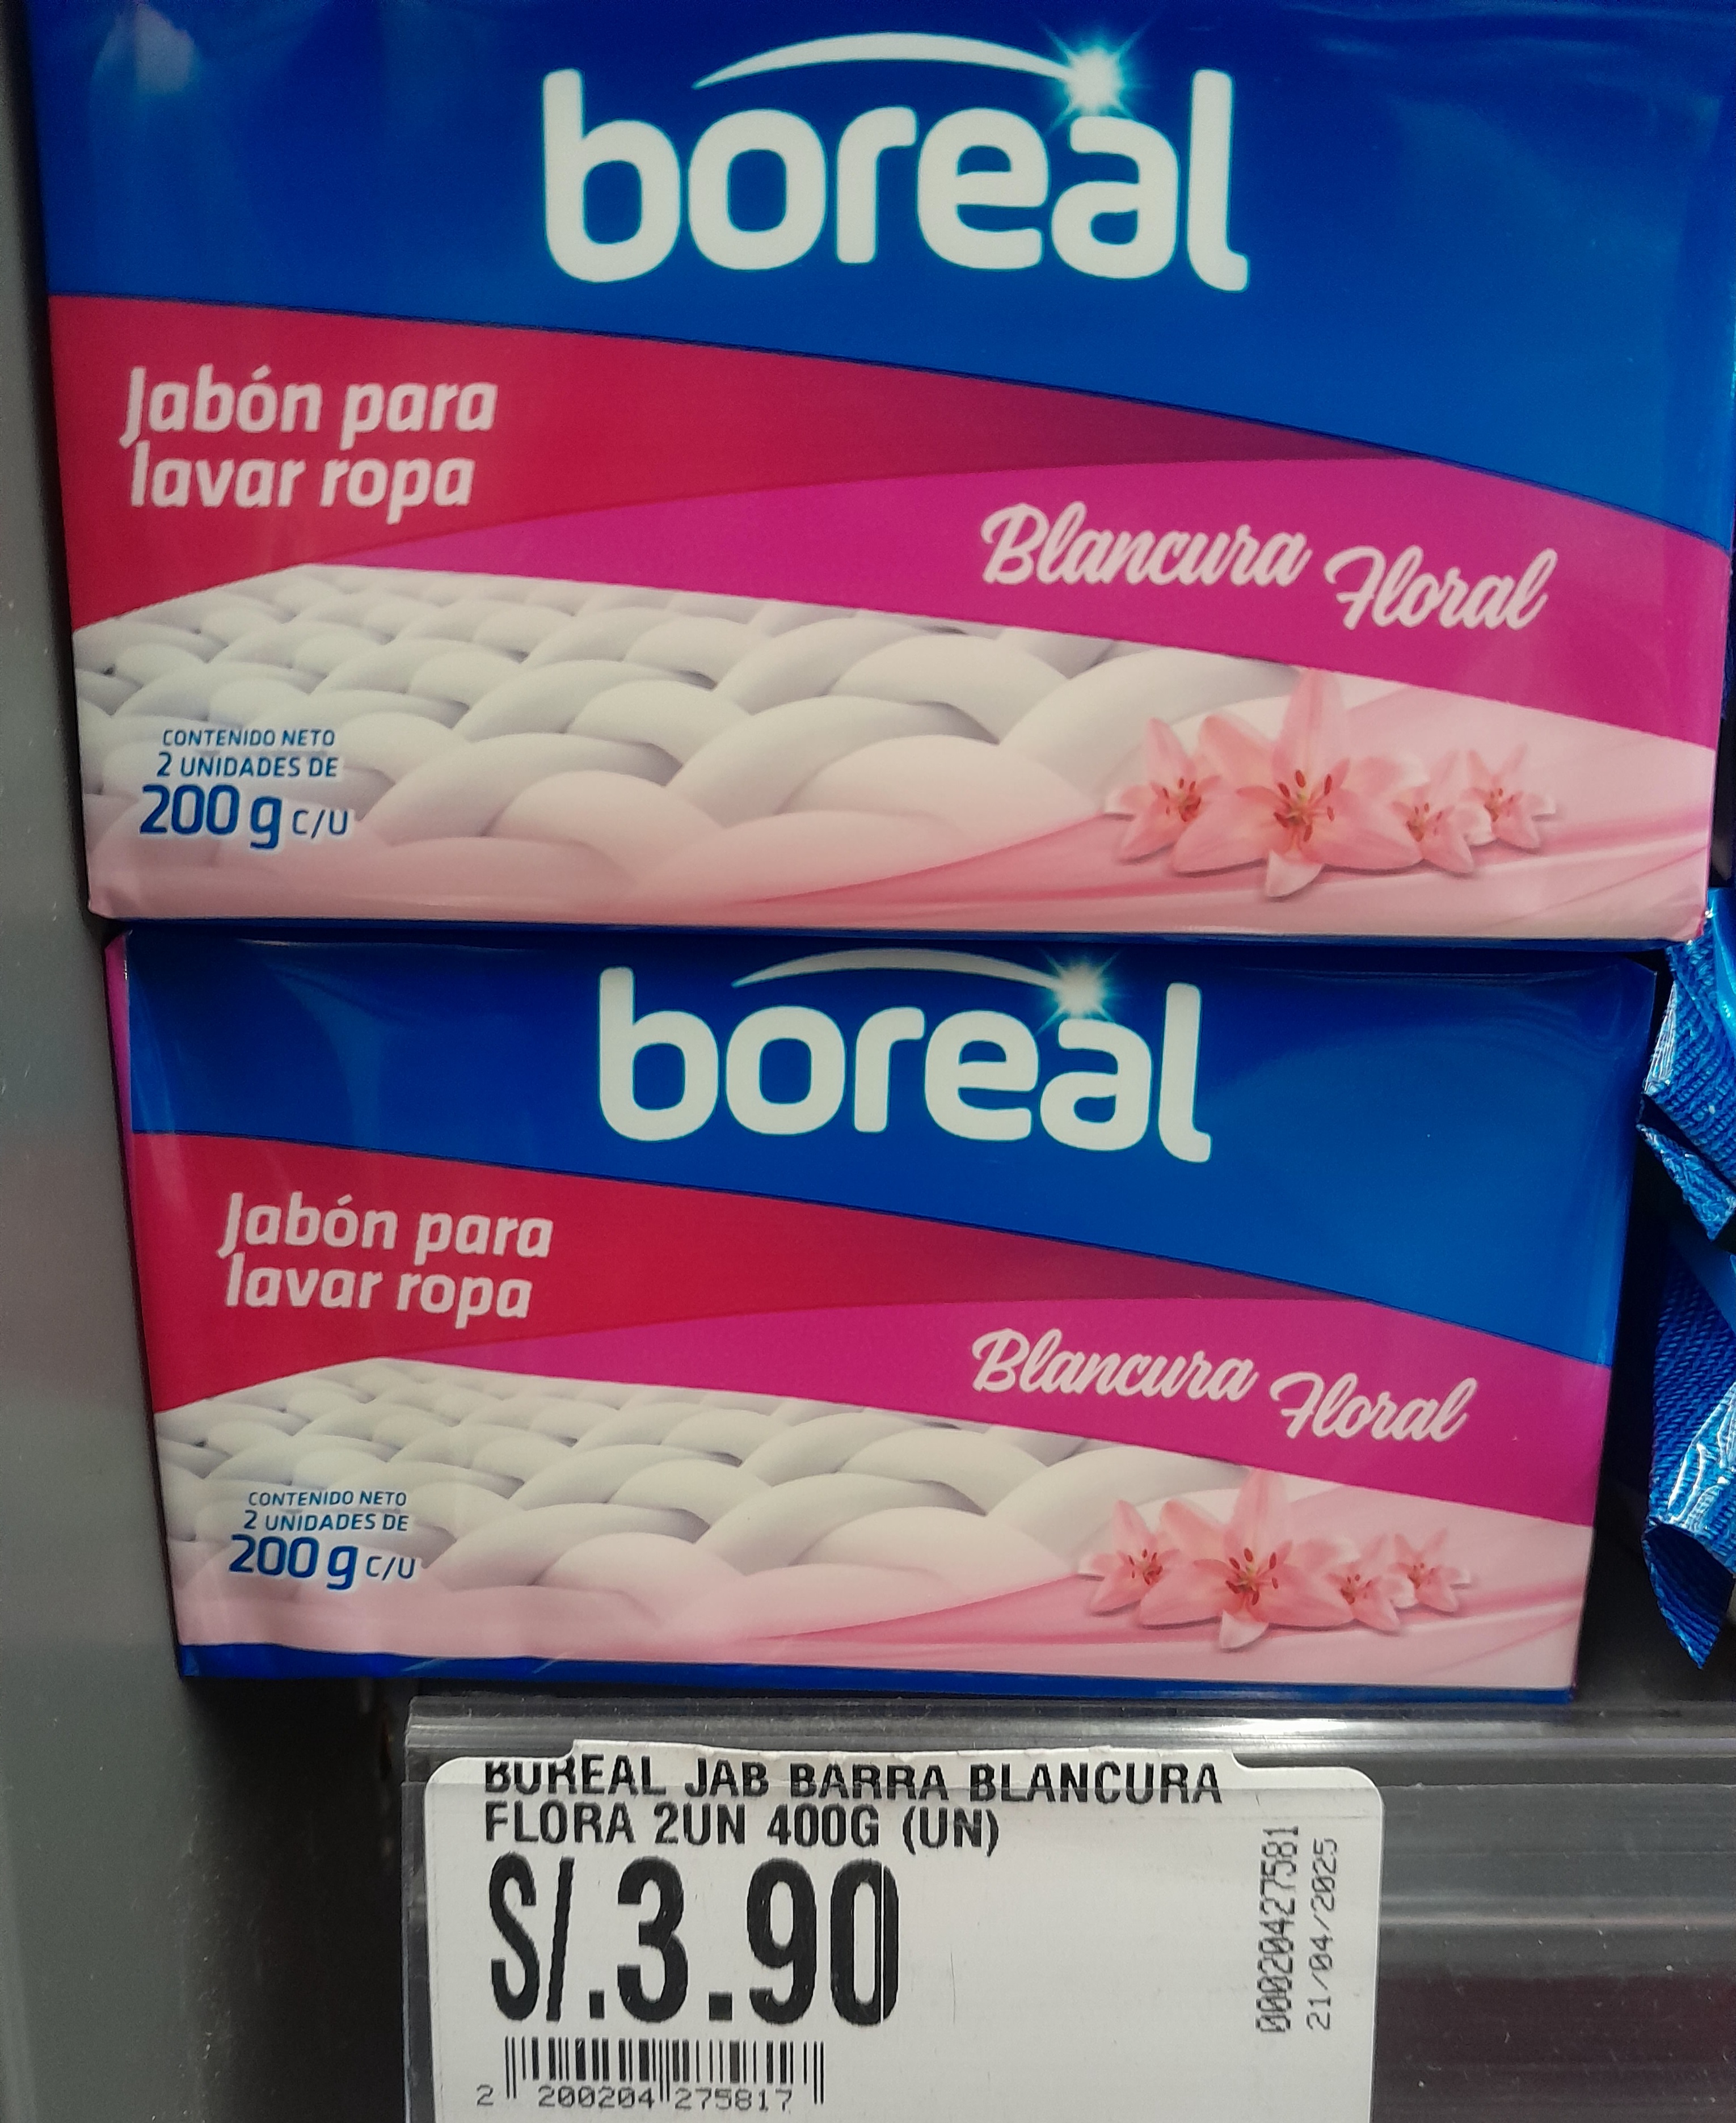 boreal
Jabón para
lavar ropa
Blancura Floral
CONTENIDO NETO
2 UNIDADES DE
200 g C/U
boreal
Jabón para
lavar ropa
Blancura Floral
CONTENIDO NETO
2 UNIDADES DE
200 g C/U
BOREAL JAB BARRA BLANCURA
FLORA 2UN 400G (UN)
S/.3.90
2 200204 275817
00020427581
21/04/2025